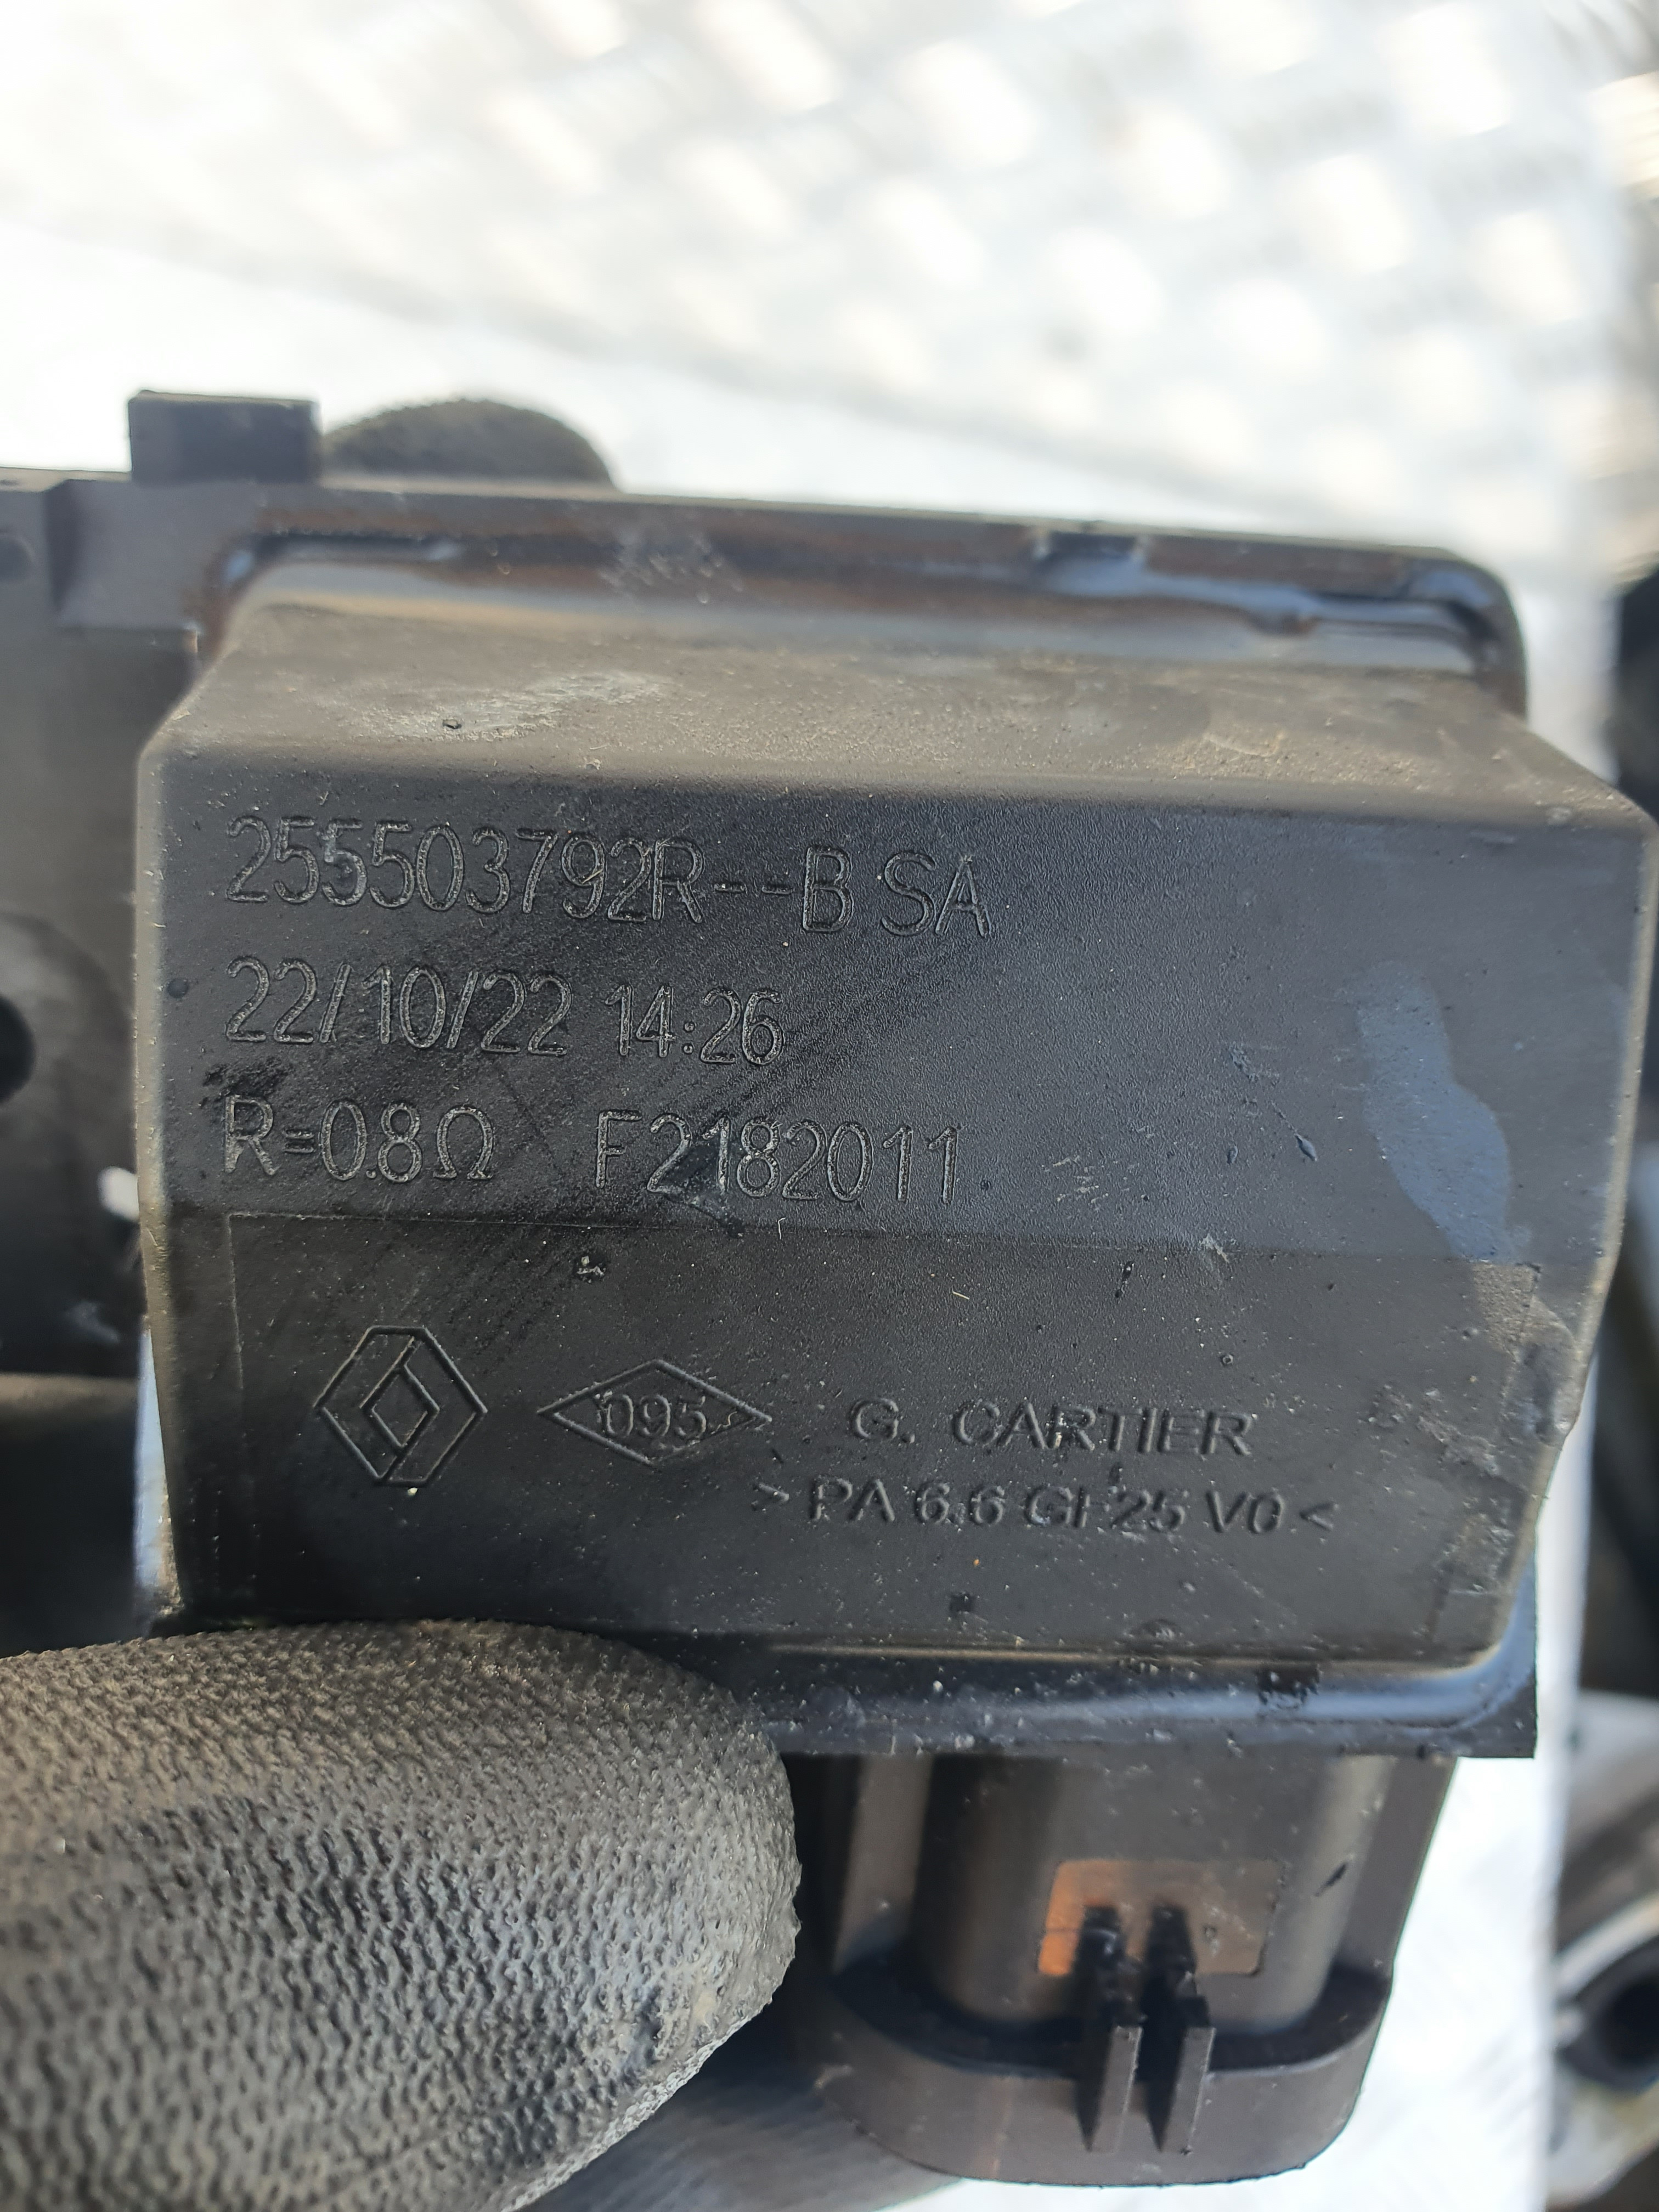 255503792R--B SA
22/10/22 14:26
R=0.8Ω F2182011
095
G. CARTIER
>PA 6.6 GF25 V0<